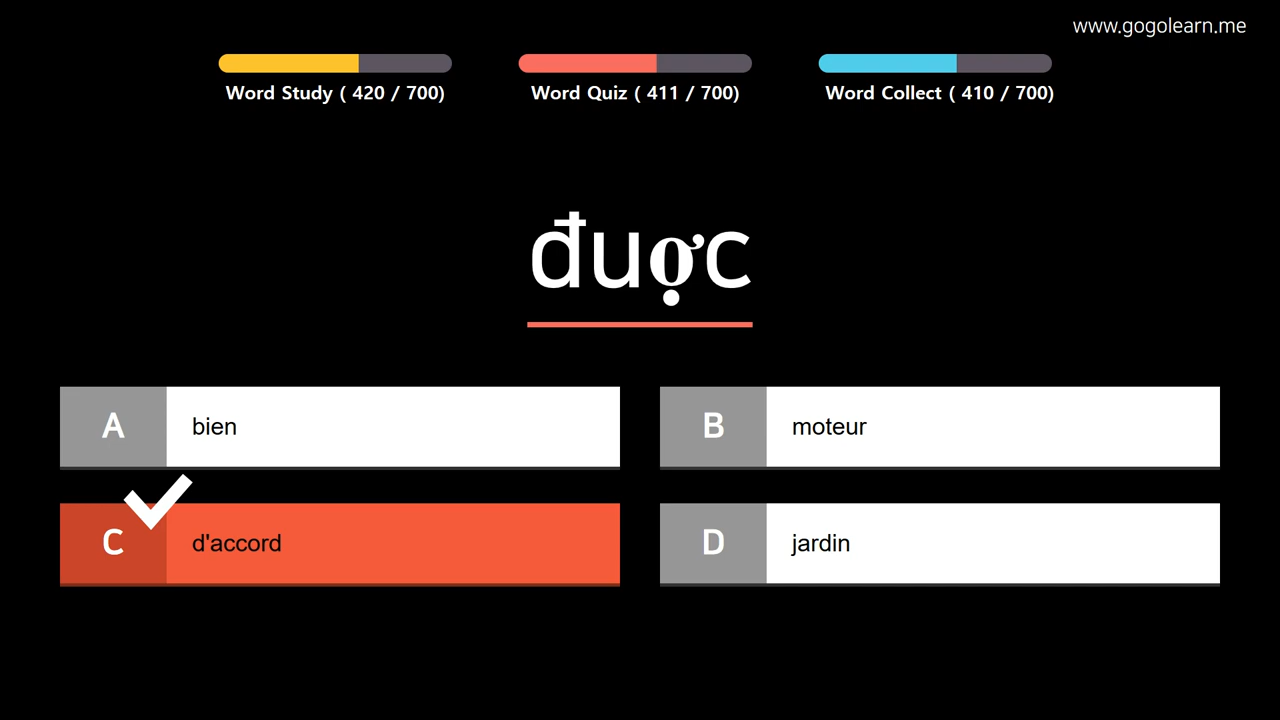 www.gogolearn.me
Word Study ( 420 / 700)
Word Quiz ( 411 / 700)
Word Collect ( 410 / 700)
đuợc
A bien
B moteur
C d'accord
D jardin